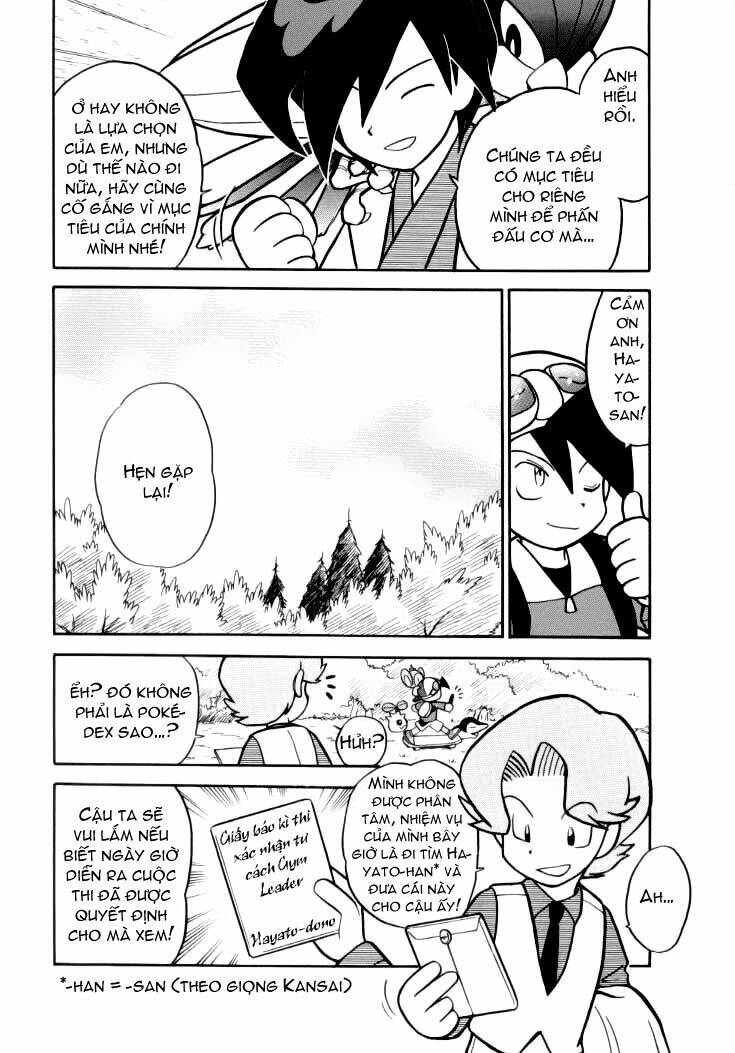 ANH
HIỂU
RỒI.
CHÚNG TA ĐỀU
CÓ MỤC TIÊU
CHO RIÊNG
MÌNH ĐỂ PHẤN
ĐẤU CƠ MÀ...
Ở HAY KHÔNG
LÀ LỰA CHỌN
CỦA EM, NHƯNG
DÙ THẾ NÀO ĐI
NỮA, HÃY CÙNG
CỐ GẮNG VÌ MỤC
TIÊU CỦA CHÍNH
MÌNH NHÉ!
CẢM
ƠN
ANH,
HA-
YA-
TO-
SAN!
HẸN GẶP
LẠI!
HỬH?
ỂH? ĐÓ KHÔNG
PHẢI LÀ POKÉ-
DEX SAO...?
AH...
MÌNH KHÔNG
ĐƯỢC PHÂN
TÂM, NHIỆM VỤ
CỦA MÌNH BÂY
GIỜ LÀ ĐI TÌM HA-
YATO-HAN* VÀ
ĐƯA CÁI NÀY
CHO CẬU ẤY!
Giấy báo kì thi
xác nhận tư
cách Gym
Leader
Hayato-dono
CẬU TA SẼ
VUI LẮM NẾU
BIẾT NGÀY GIỜ
DIỄN RA CUỘC
THI ĐÃ ĐƯỢC
QUYẾT ĐỊNH
CHO MÀ XEM!
*-HAN = -SAN (THEO GIỌNG KANSAI)